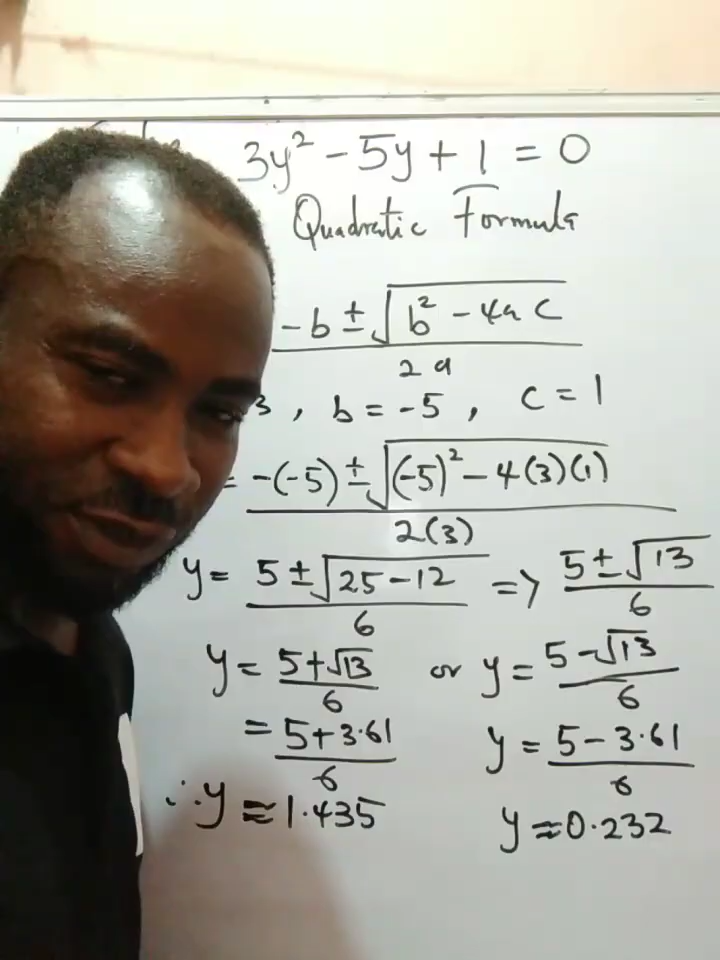 3y² - 5y + 1 = 0
Quadratic Formula
-b ± √(b² - 4ac)
2a
3, b = -5, c = 1
= -(-5) ± √((-5)² - 4(3)(1))
2(3)
y = 5 ± √(25 - 12) / 6 => 5 ± √13 / 6
y = 5 + √13 / 6 or y = 5 - √13 / 6
= 5 + 3.61 / 6 y = 5 - 3.61 / 6
∴ y ≈ 1.435 y ≈ 0.232